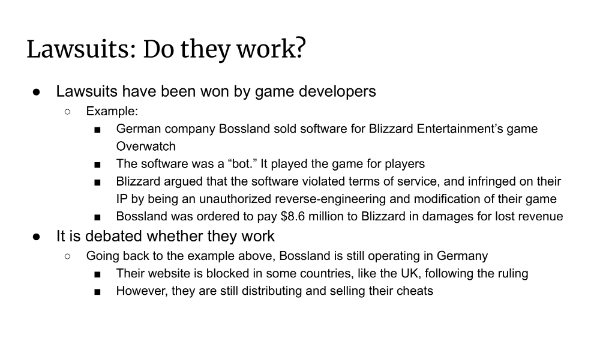 Lawsuits: Do they work?
● Lawsuits have been won by game developers
○ Example:
■ German company Bossland sold software for Blizzard Entertainment's game
Overwatch
■ The software was a “bot.” It played the game for players
■ Blizzard argued that the software violated terms of service, and infringed on their
IP by being an unauthorized reverse-engineering and modification of their game
■ Bossland was ordered to pay $8.6 million to Blizzard in damages for lost revenue
● It is debated whether they work
○ Going back to the example above, Bossland is still operating in Germany
■ Their website is blocked in some countries, like the UK, following the ruling
■ However, they are still distributing and selling their cheats